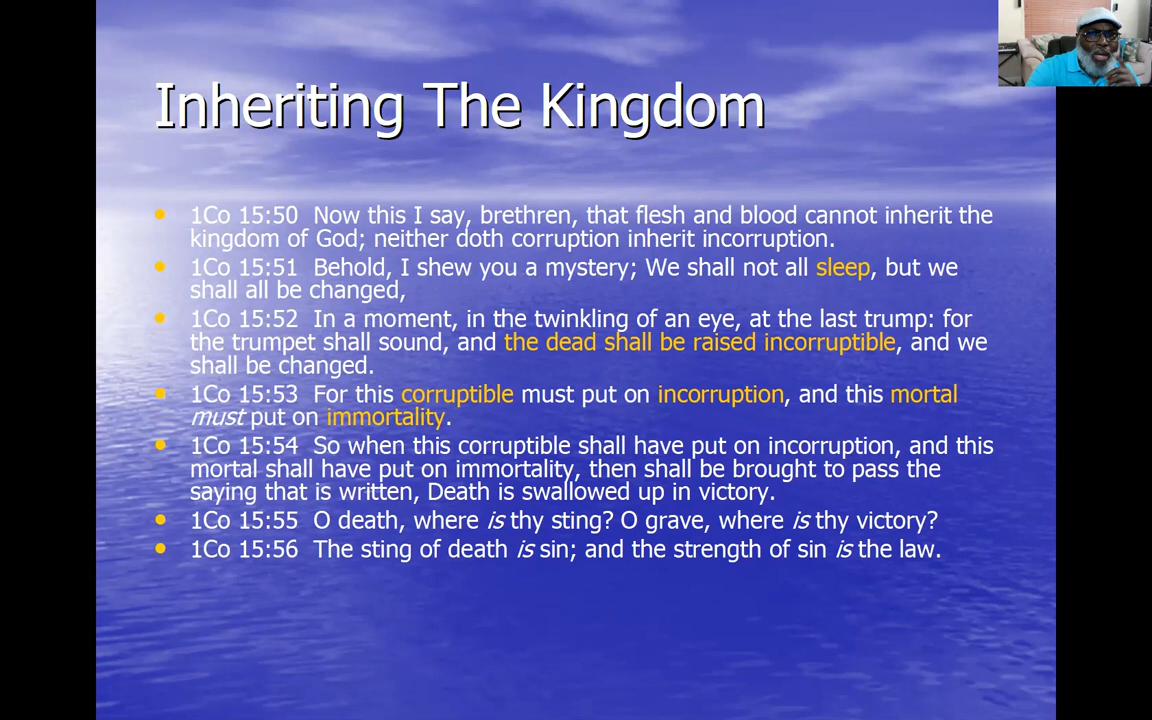 Inheriting The Kingdom
1Co 15:50 Now this I say, brethren, that flesh and blood cannot inherit the
kingdom of God; neither doth corruption inherit incorruption.
1Co 15:51 Behold, I shew you a mystery; We shall not all sleep, but we
shall all be changed,
1Co 15:52 In a moment, in the twinkling of an eye, at the last trump: for
the trumpet shall sound, and the dead shall be raised incorruptible, and we
shall be changed.
1Co 15:53 For this corruptible must put on incorruption, and this mortal
must put on immortality.
1Co 15:54 So when this corruptible shall have put on incorruption, and this
mortal shall have put on immortality, then shall be brought to pass the
saying that is written, Death is swallowed up in victory.
1Co 15:55 O death, where is thy sting? O grave, where is thy victory?
1Co 15:56 The sting of death is sin; and the strength of sin is the law.